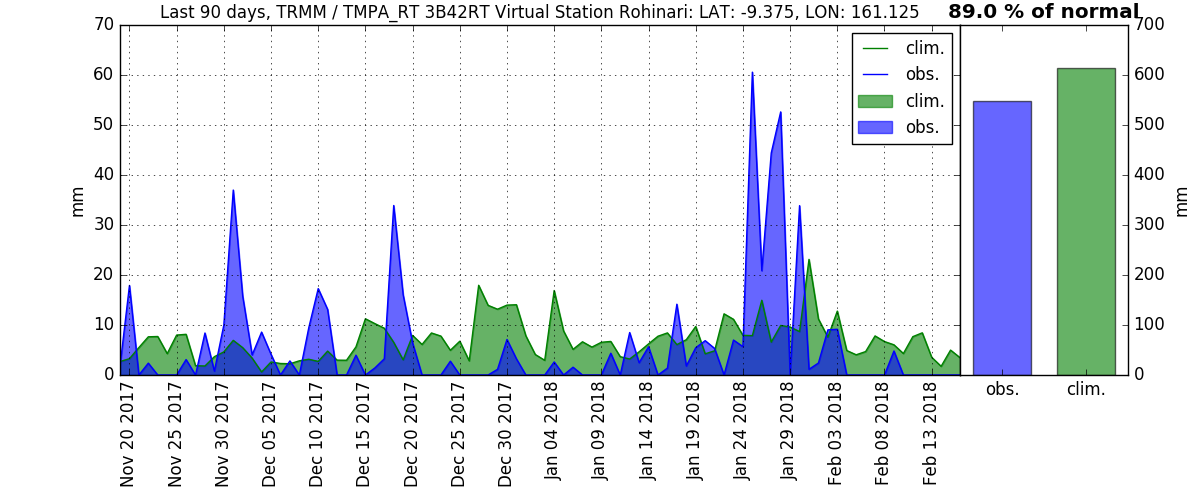 Last 90 days, TRMM / TMPA_RT 3B42RT Virtual Station Rohinari: LAT: -9.375, LON: 161.125
89.0 % of normal
70
60
50
40
30
20
10
0
mm
clim.
obs.
clim.
obs.
Nov 20 2017
Nov 25 2017
Nov 30 2017
Dec 05 2017
Dec 10 2017
Dec 15 2017
Dec 20 2017
Dec 25 2017
Dec 30 2017
Jan 04 2018
Jan 09 2018
Jan 14 2018
Jan 19 2018
Jan 24 2018
Jan 29 2018
Feb 03 2018
Feb 08 2018
Feb 13 2018
700
600
500
400
300
200
100
0
mm
obs.
clim.